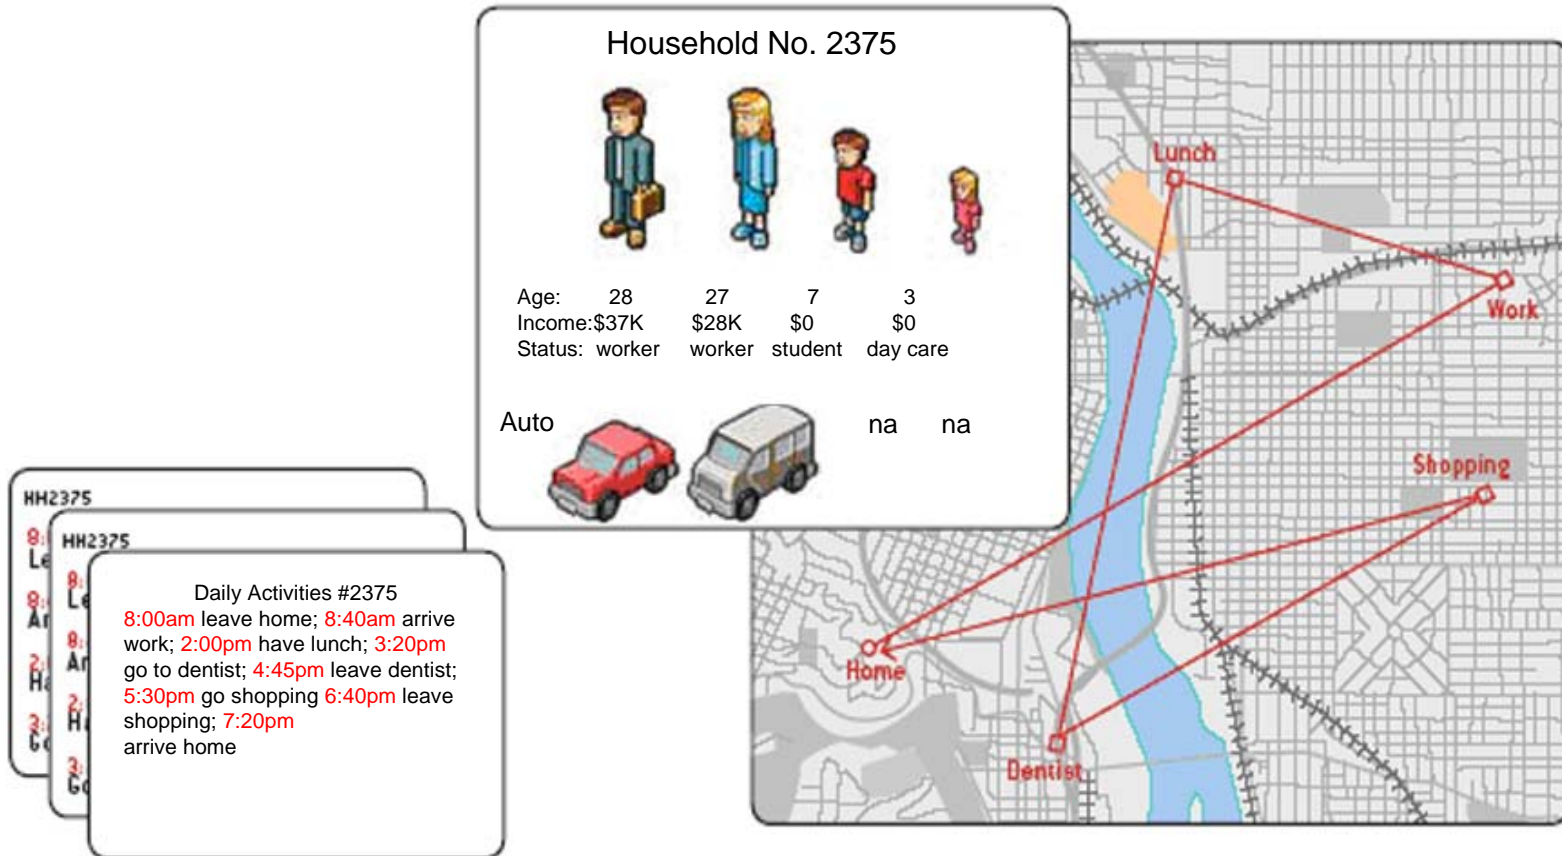 Household No. 2375
Age: 28 27 7 3
Income:$37K $28K $0 $0
Status: worker worker student day care
Auto na na
HH2375
HH2375
Daily Activities #2375
8:00am leave home; 8:40am arrive
work; 2:00pm have lunch; 3:20pm
go to dentist; 4:45pm leave dentist;
5:30pm go shopping 6:40pm leave
shopping; 7:20pm
arrive home
Lunch
Work
Shopping
Home
Dentist